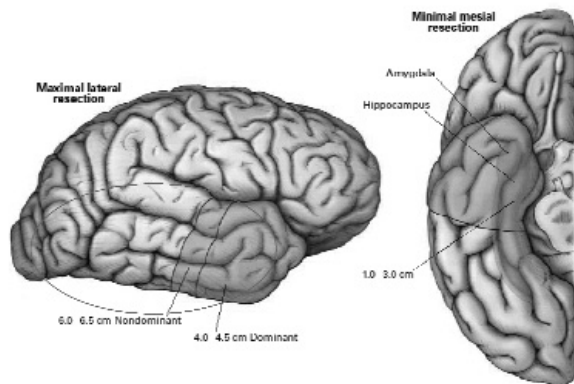 Minimal mesial
resection
Amygdala
Maximal lateral
resection
Hippocampus
1.0 3.0 cm
6.0 6.5 cm Nondominant
4.0 4.5 cm Dominant